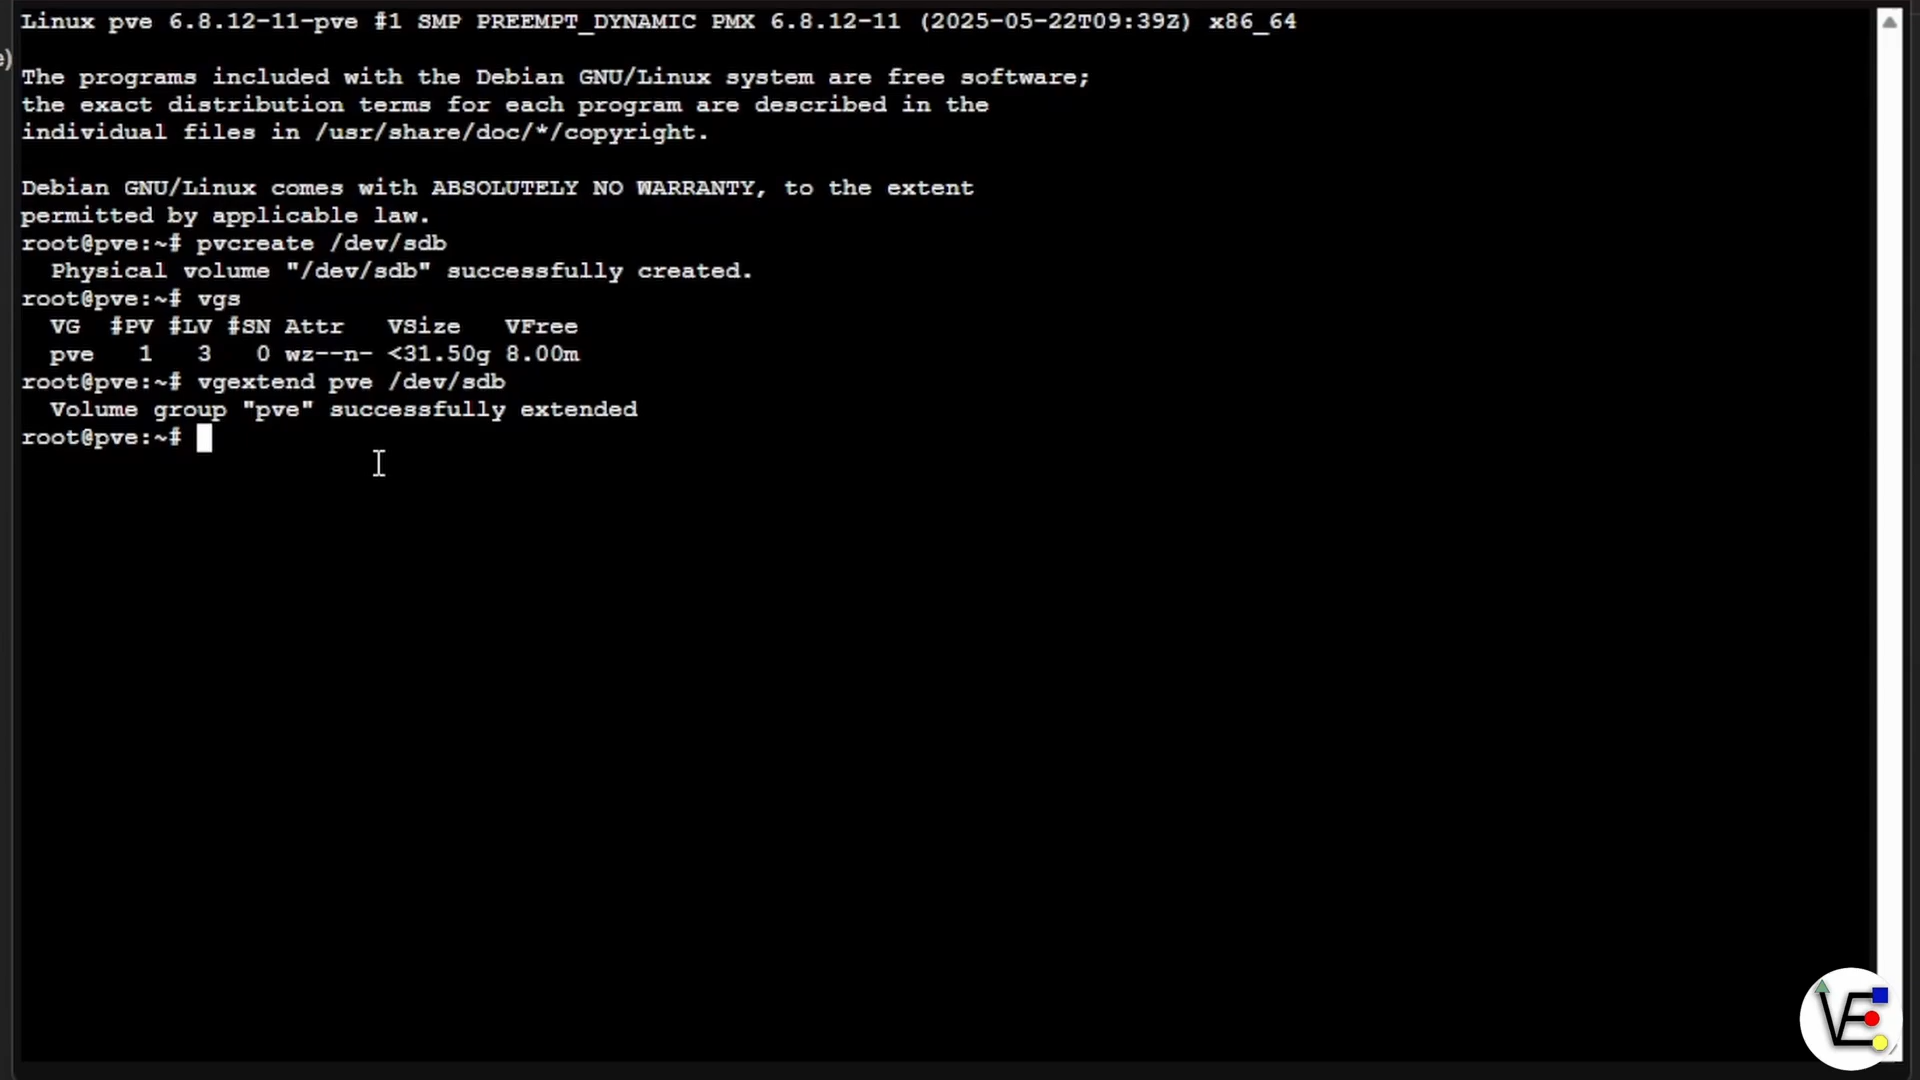 Linux pve 6.8.12-11-pve #1 SMP PREEMPT_DYNAMIC PMX 6.8.12-11 (2025-05-22T09:39Z) x86_64
e)
The programs included with the Debian GNU/Linux system are free software;
the exact distribution terms for each program are described in the
individual files in /usr/share/doc/*/copyright.
Debian GNU/Linux comes with ABSOLUTELY NO WARRANTY, to the extent
permitted by applicable law.
root@pve:~# pvcreate /dev/sdb
  Physical volume "/dev/sdb" successfully created.
root@pve:~# vgs
  VG  #PV #LV #SN Attr   VSize   VFree
  pve   1   3   0 wz--n- <31.50g 8.00m
root@pve:~# vgextend pve /dev/sdb
  Volume group "pve" successfully extended
root@pve:~#
VE